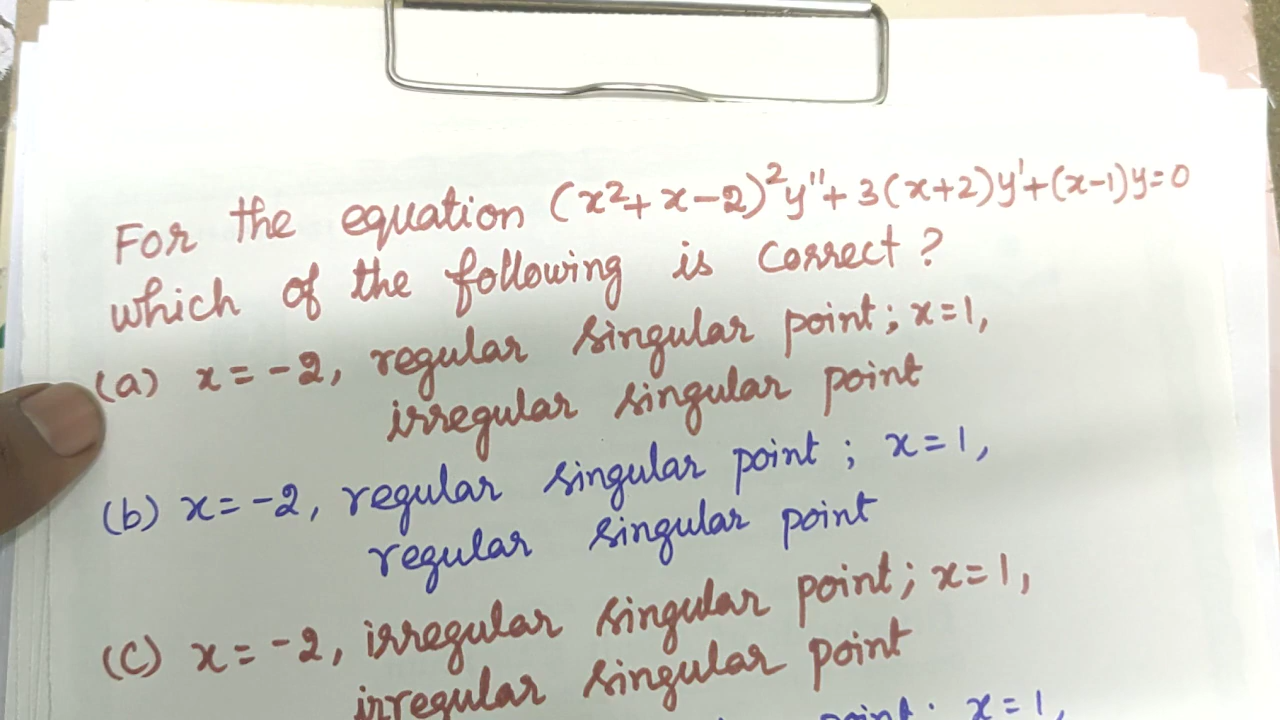 For the equation (x²+x-2)²y''+3(x+2)y'+(x-1)y=0
which of the following is correct?
(a) x=-2, regular singular point; x=1,
irregular singular point
(b) x=-2, regular singular point; x=1,
regular singular point
(c) x=-2, irregular singular point; x=1,
irregular singular point
point; x=1,